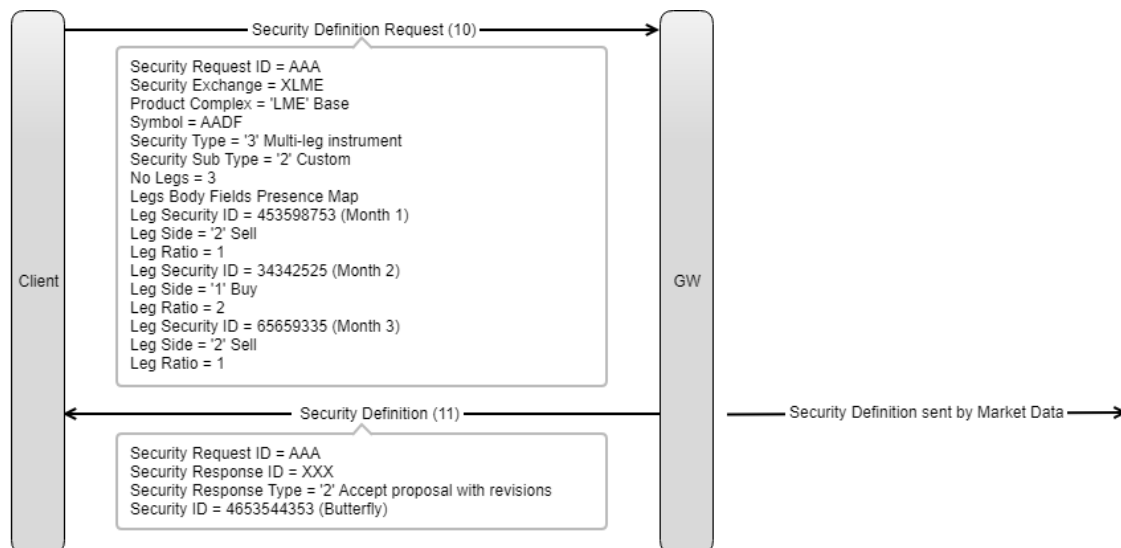 Security Definition Request (10)
Security Request ID = AAA
Security Exchange = XLME
Product Complex = 'LME' Base
Symbol = AADF
Security Type = '3' Multi-leg instrument
Security Sub Type = '2' Custom
No Legs = 3
Legs Body Fields Presence Map
Leg Security ID = 453598753 (Month 1)
Leg Side = '2' Sell
Leg Ratio = 1
Leg Security ID = 34342525 (Month 2)
Leg Side = '1' Buy
Leg Ratio = 2
Leg Security ID = 65659335 (Month 3)
Leg Side = '2' Sell
Leg Ratio = 1
Client
GW
Security Definition (11)
Security Definition sent by Market Data
Security Request ID = AAA
Security Response ID = XXX
Security Response Type = '2' Accept proposal with revisions
Security ID = 4653544353 (Butterfly)